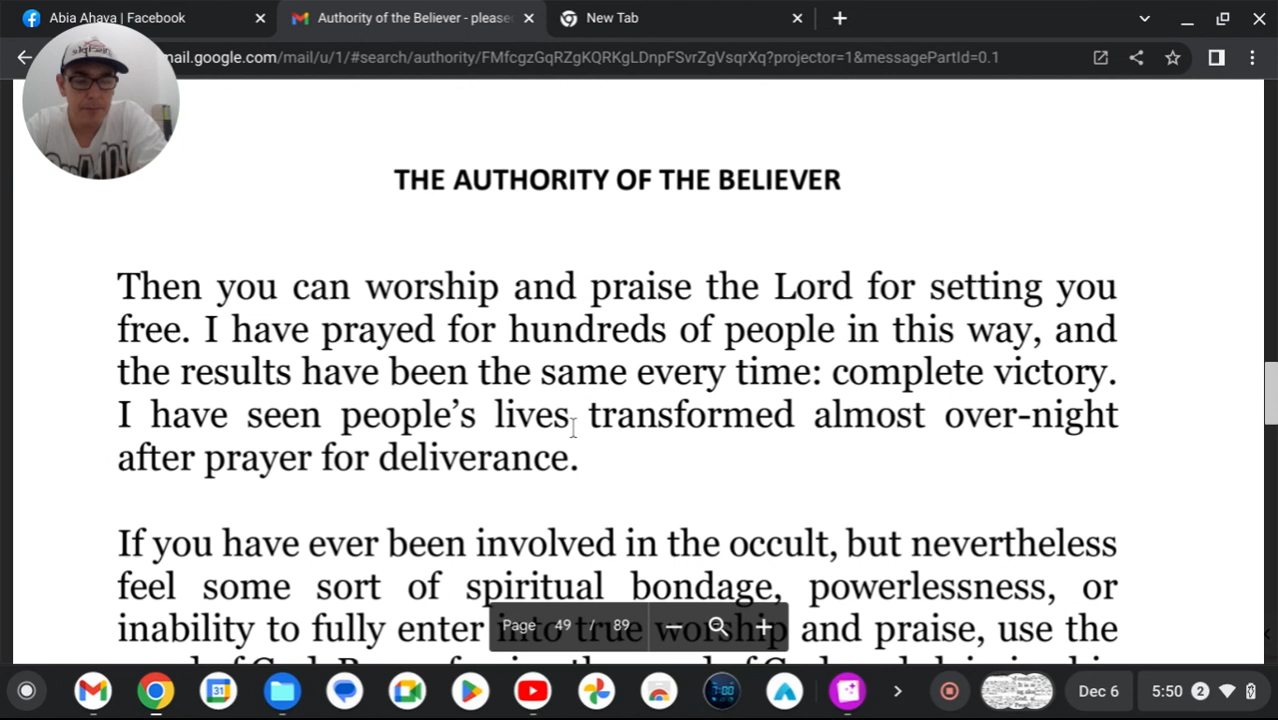 Abia Ahava | Facebook
Authority of the Believer - please
New Tab
mail.google.com/mail/u/1/#search/authority/FMfcgzGqRZgKQRKgLDnpFSvrZgVsqrXq?projector=1&messagePartId=0.1
THE AUTHORITY OF THE BELIEVER
Then you can worship and praise the Lord for setting you
free. I have prayed for hundreds of people in this way, and
the results have been the same every time: complete victory.
I have seen people’s lives transformed almost over-night
after prayer for deliverance.
If you have ever been involved in the occult, but nevertheless
feel some sort of spiritual bondage, powerlessness, or
inability to fully enter into true worship and praise, use the
Page 49 / 89
31
7:00
Dec 6
5:50
2